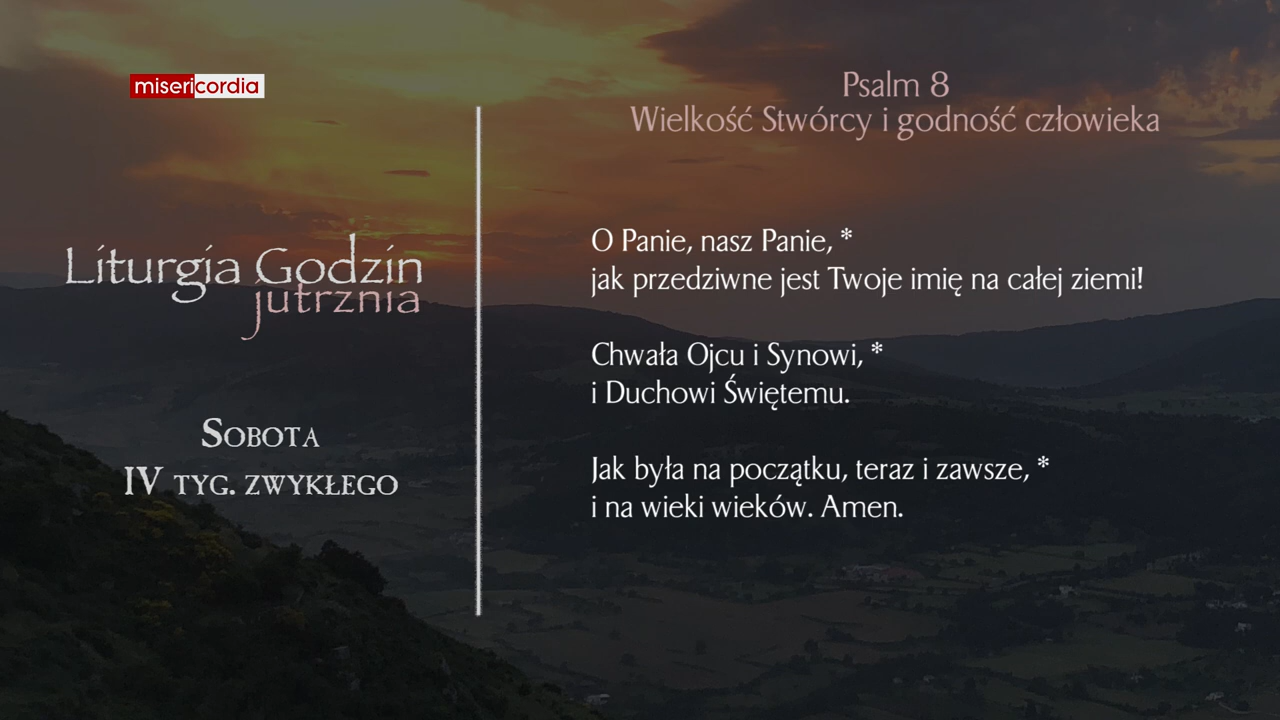 misericordia
Liturgia Godzin
jutrznia
Sobota
IV tyg. zwykłego
Psalm 8
Wielkość Stwórcy i godność człowieka
O Panie, nasz Panie, *
jak przedziwne jest Twoje imię na całej ziemi!
Chwała Ojcu i Synowi, *
i Duchowi Świętemu.
Jak była na początku, teraz i zawsze, *
i na wieki wieków. Amen.